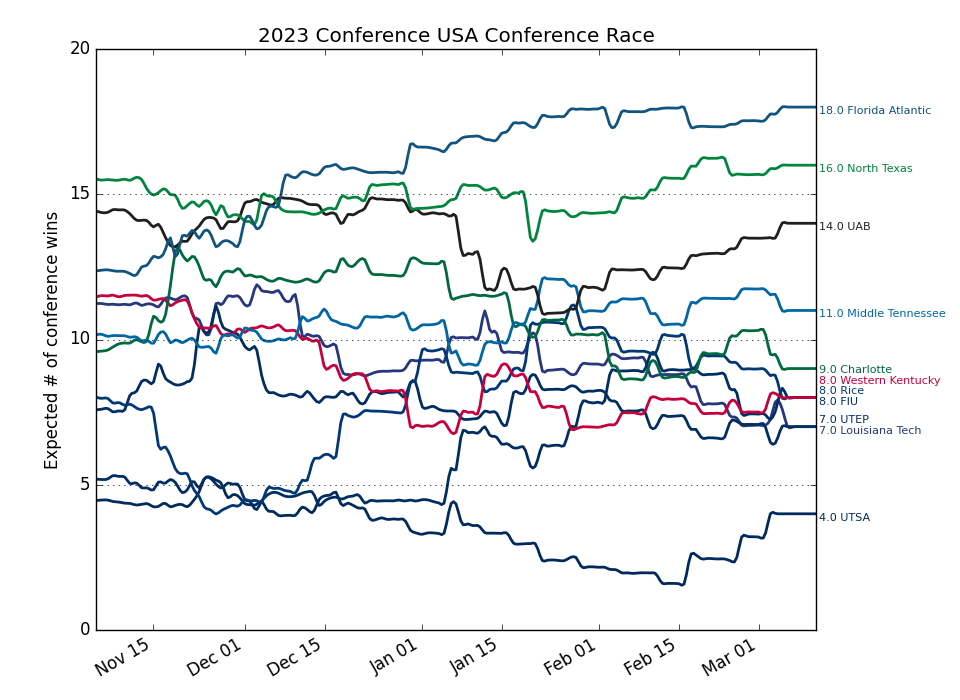 2023 Conference USA Conference Race
Expected # of conference wins
20
15
10
5
0
18.0 Florida Atlantic
16.0 North Texas
14.0 UAB
11.0 Middle Tennessee
9.0 Charlotte
8.0 Western Kentucky
8.0 Rice
8.0 FIU
7.0 UTEP
7.0 Louisiana Tech
4.0 UTSA
Nov 15
Dec 01
Dec 15
Jan 01
Jan 15
Feb 01
Feb 15
Mar 01